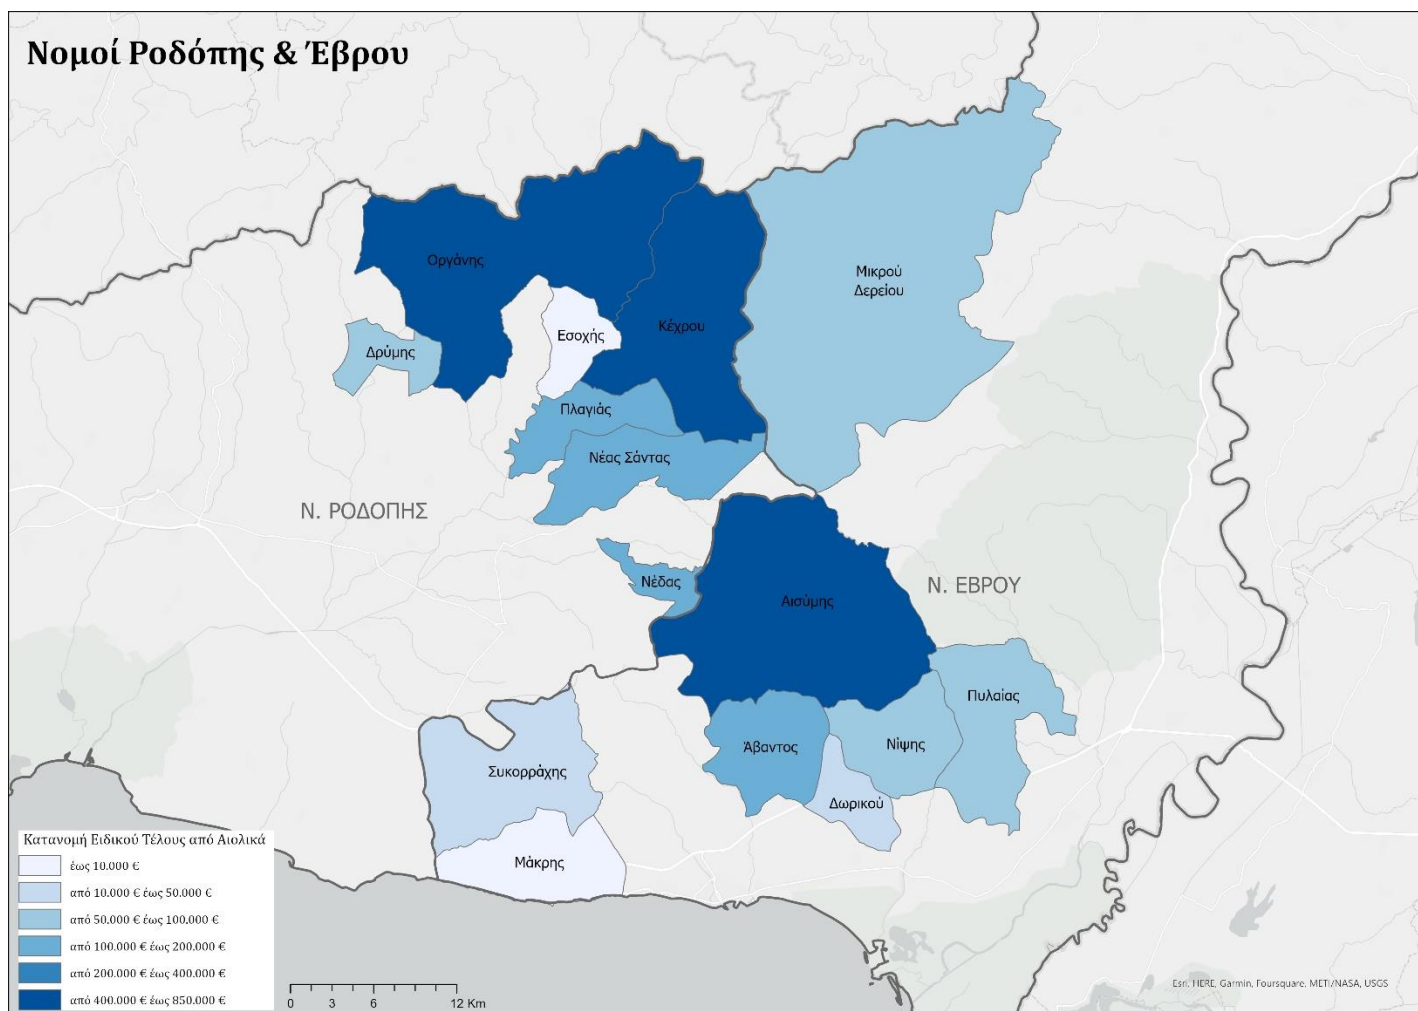 Νομοί Ροδόπης & Έβρου
Οργάνης
Κέχρου
Μικρού
Δερείου
Εσοχής
Δρύμης
Πλαγιάς
Νέας Σάντας
Ν. ΡΟΔΟΠΗΣ
Νέδας
Αισύμης
Ν. ΕΒΡΟΥ
Πυλαίας
Άβαντος
Νίψης
Συκορράχης
Δωρικού
Μάκρης
Κατανομή Ειδικού Τέλους από Αιολικά
έως 10.000 €
από 10.000 € έως 50.000 €
από 50.000 € έως 100.000 €
από 100.000 € έως 200.000 €
από 200.000 € έως 400.000 €
από 400.000 € έως 850.000 €
0 3 6 12 Km
Esri, HERE, Garmin, Foursquare, METI/NASA, USGS